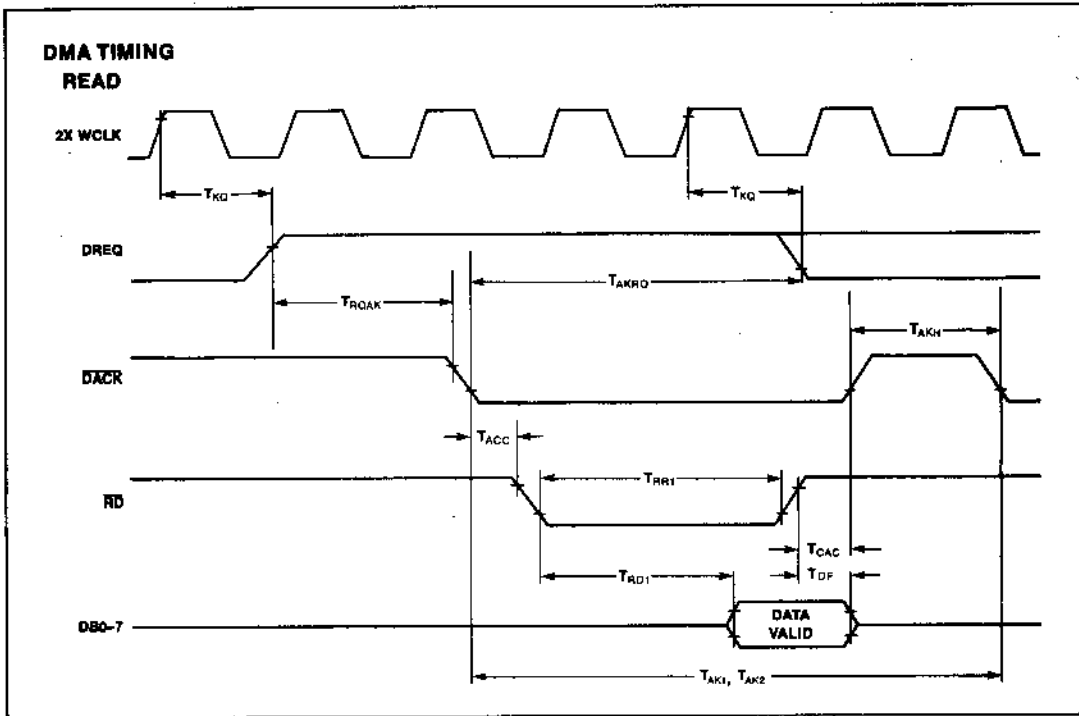 DMA TIMING
READ
2X WCLK
TKQ
TKQ
DREQ
TRQAK
TAKRQ
TAKH
DACK
TACC
RD
TRR1
TCAC
TDF
TRD1
DB0-7
DATA
VALID
TAK1, TAK2